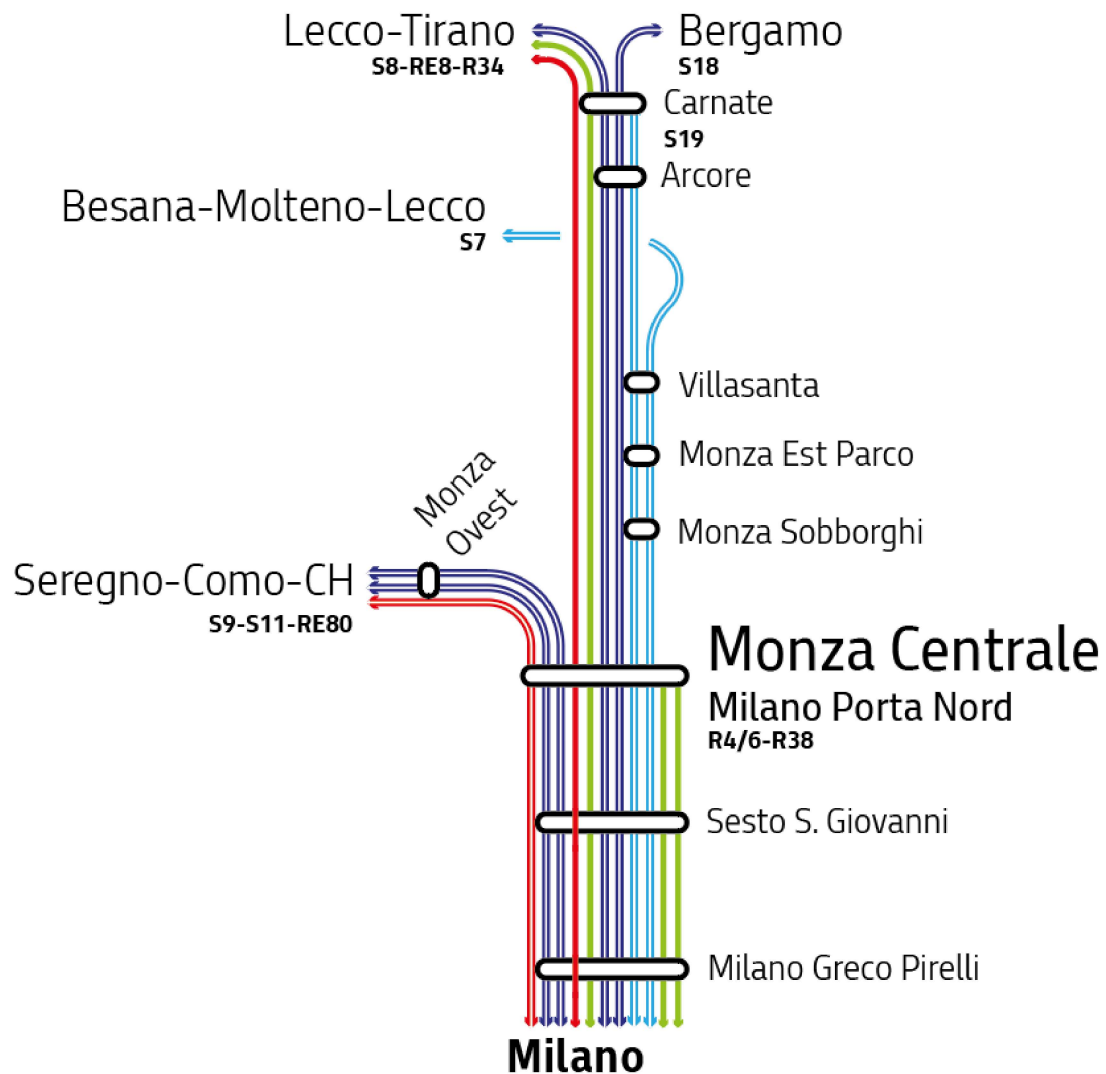 Lecco-Tirano
S8-RE8-R34
Bergamo
S18
Carnate
S19
Arcore
Besana-Molteno-Lecco
S7
Villasanta
Monza Est Parco
Monza
Ovest
Monza Sobborghi
Seregno-Como-CH
S9-S11-RE80
Monza Centrale
Milano Porta Nord
R4/6-R38
Sesto S. Giovanni
Milano Greco Pirelli
Milano